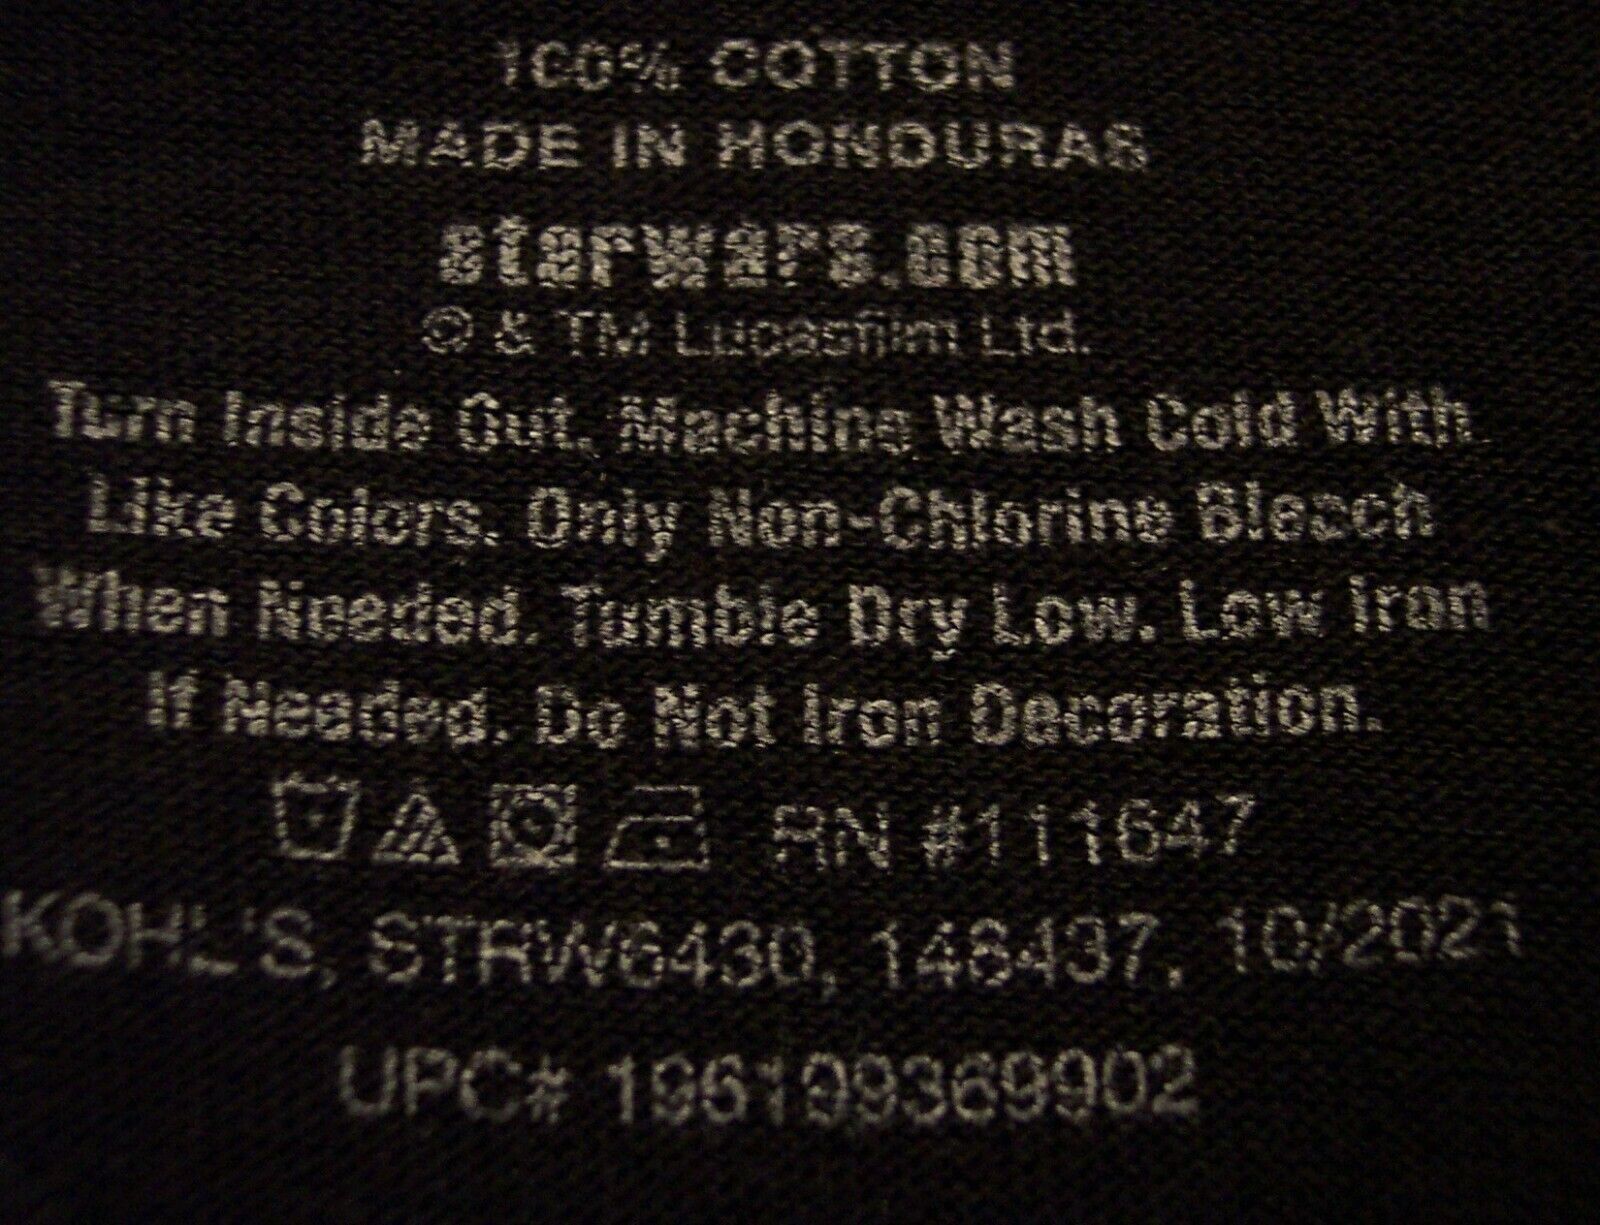 100% COTTON
MADE IN HONDURAS
starwars.com
© & TM Lucasfilm Ltd.
Turn Inside Out. Machine Wash Cold With
Like Colors. Only Non-Chlorine Bleach
When Needed. Tumble Dry Low. Low Iron
If Needed. Do Not Iron Decoration.
RN #111647
KOHL'S, STRW6430, 148437, 10/2021
UPC# 196199369902